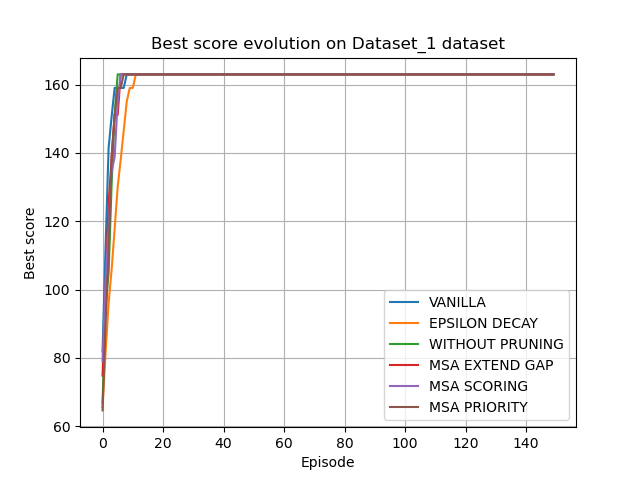 Best score evolution on Dataset_1 dataset
Best score
160
140
120
100
80
60
0 20 40 60 80 100 120 140
Episode
VANILLA
EPSILON DECAY
WITHOUT PRUNING
MSA EXTEND GAP
MSA SCORING
MSA PRIORITY